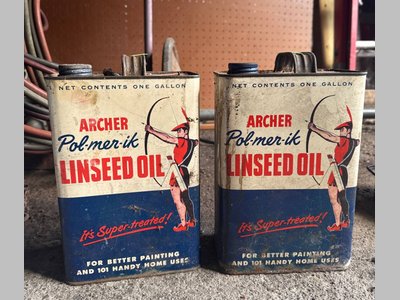 NET CONTENTS ONE GALLON
ARCHER
Pol-mer-ik
LINSEED OIL
It's Super-treated!
FOR BETTER PAINTING
AND 101 HANDY HOME USES
NET CONTENTS ONE GALLON
ARCHER
Pol-mer-ik
LINSEED OIL
It's Super-treated!
FOR BETTER PAINTING
AND 101 HANDY HOME USES